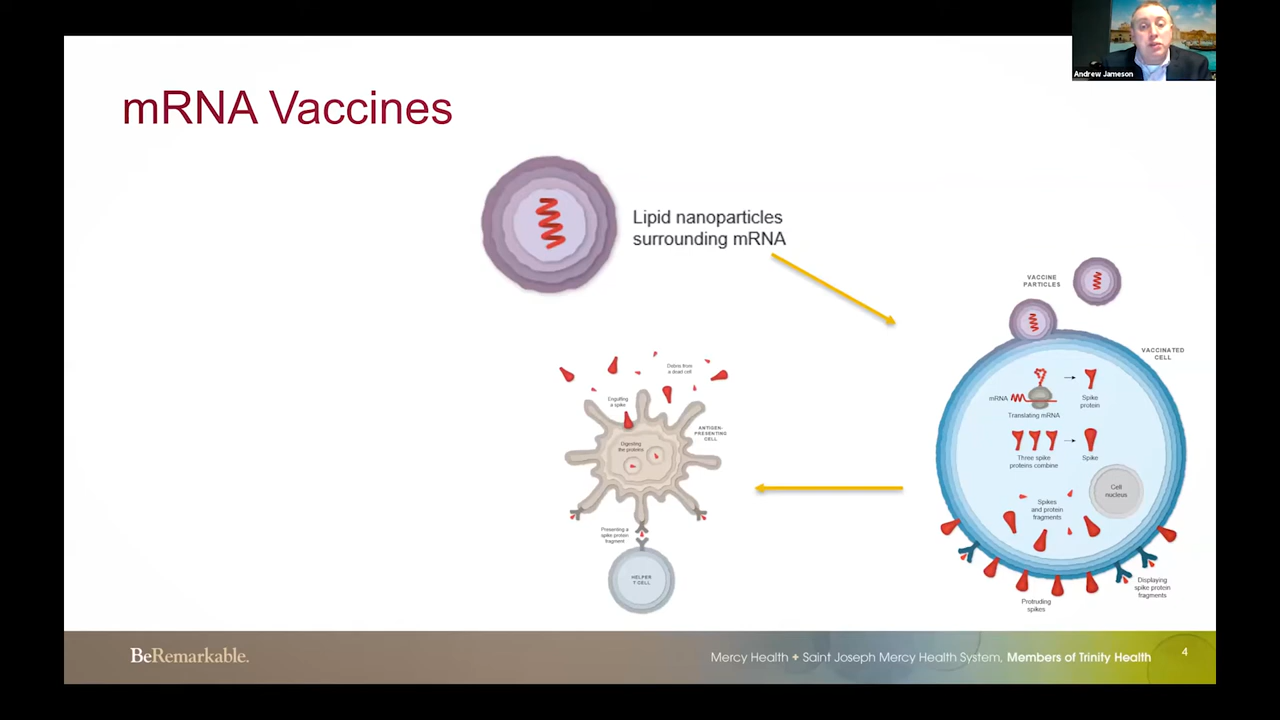 Andrew Jameson
mRNA Vaccines
Lipid nanoparticles
surrounding mRNA
VACCINE
PARTICLES
VACCINATED
CELL
mRNA
Translating mRNA
Spike
protein
Three spike
proteins combine
Spike
Cell
nucleus
Spikes
and protein
fragments
Displaying
spike protein
fragments
Protruding
spikes
Debris from
a dead cell
Engulfing
a spike
ANTIGEN-
PRESENTING
CELL
Digesting
the proteins
Presenting a
spike protein
fragment
HELPER
T CELL
BeRemarkable.
Mercy Health + Saint Joseph Mercy Health System, Members of Trinity Health
4